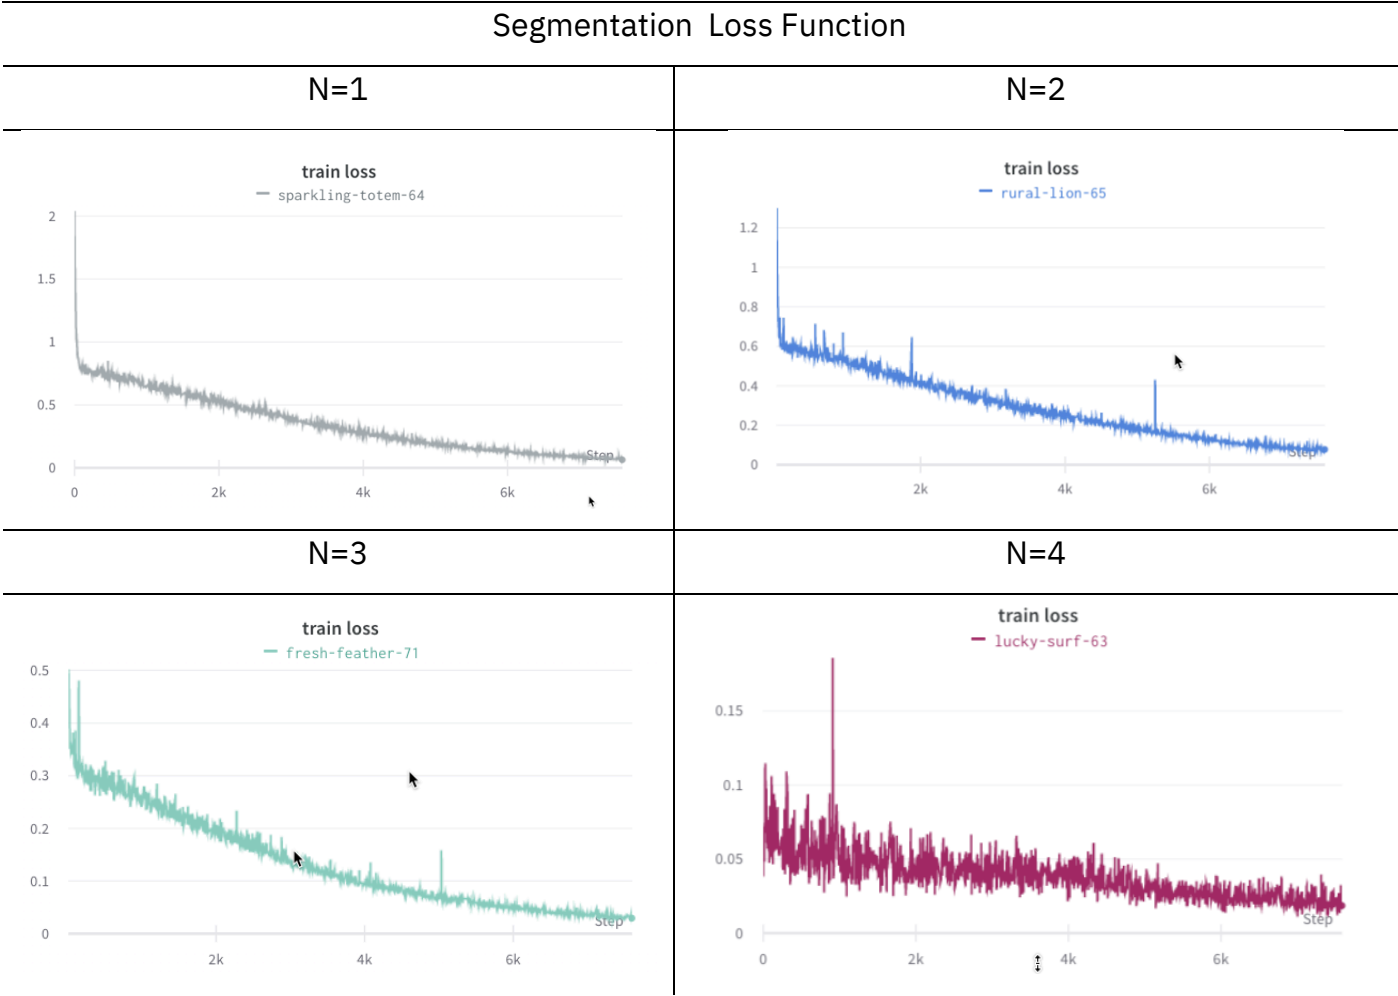 Segmentation  Loss Function
N=1
N=2
train loss
sparkling-totem-64
2
1.5
1
0.5
0
0
2k
4k
6k
Step
train loss
rural-lion-65
1.2
1
0.8
0.6
0.4
0.2
0
2k
4k
6k
Step
N=3
N=4
train loss
fresh-feather-71
0.5
0.4
0.3
0.2
0.1
0
2k
4k
6k
Step
train loss
lucky-surf-63
0.15
0.1
0.05
0
0
2k
4k
6k
Step